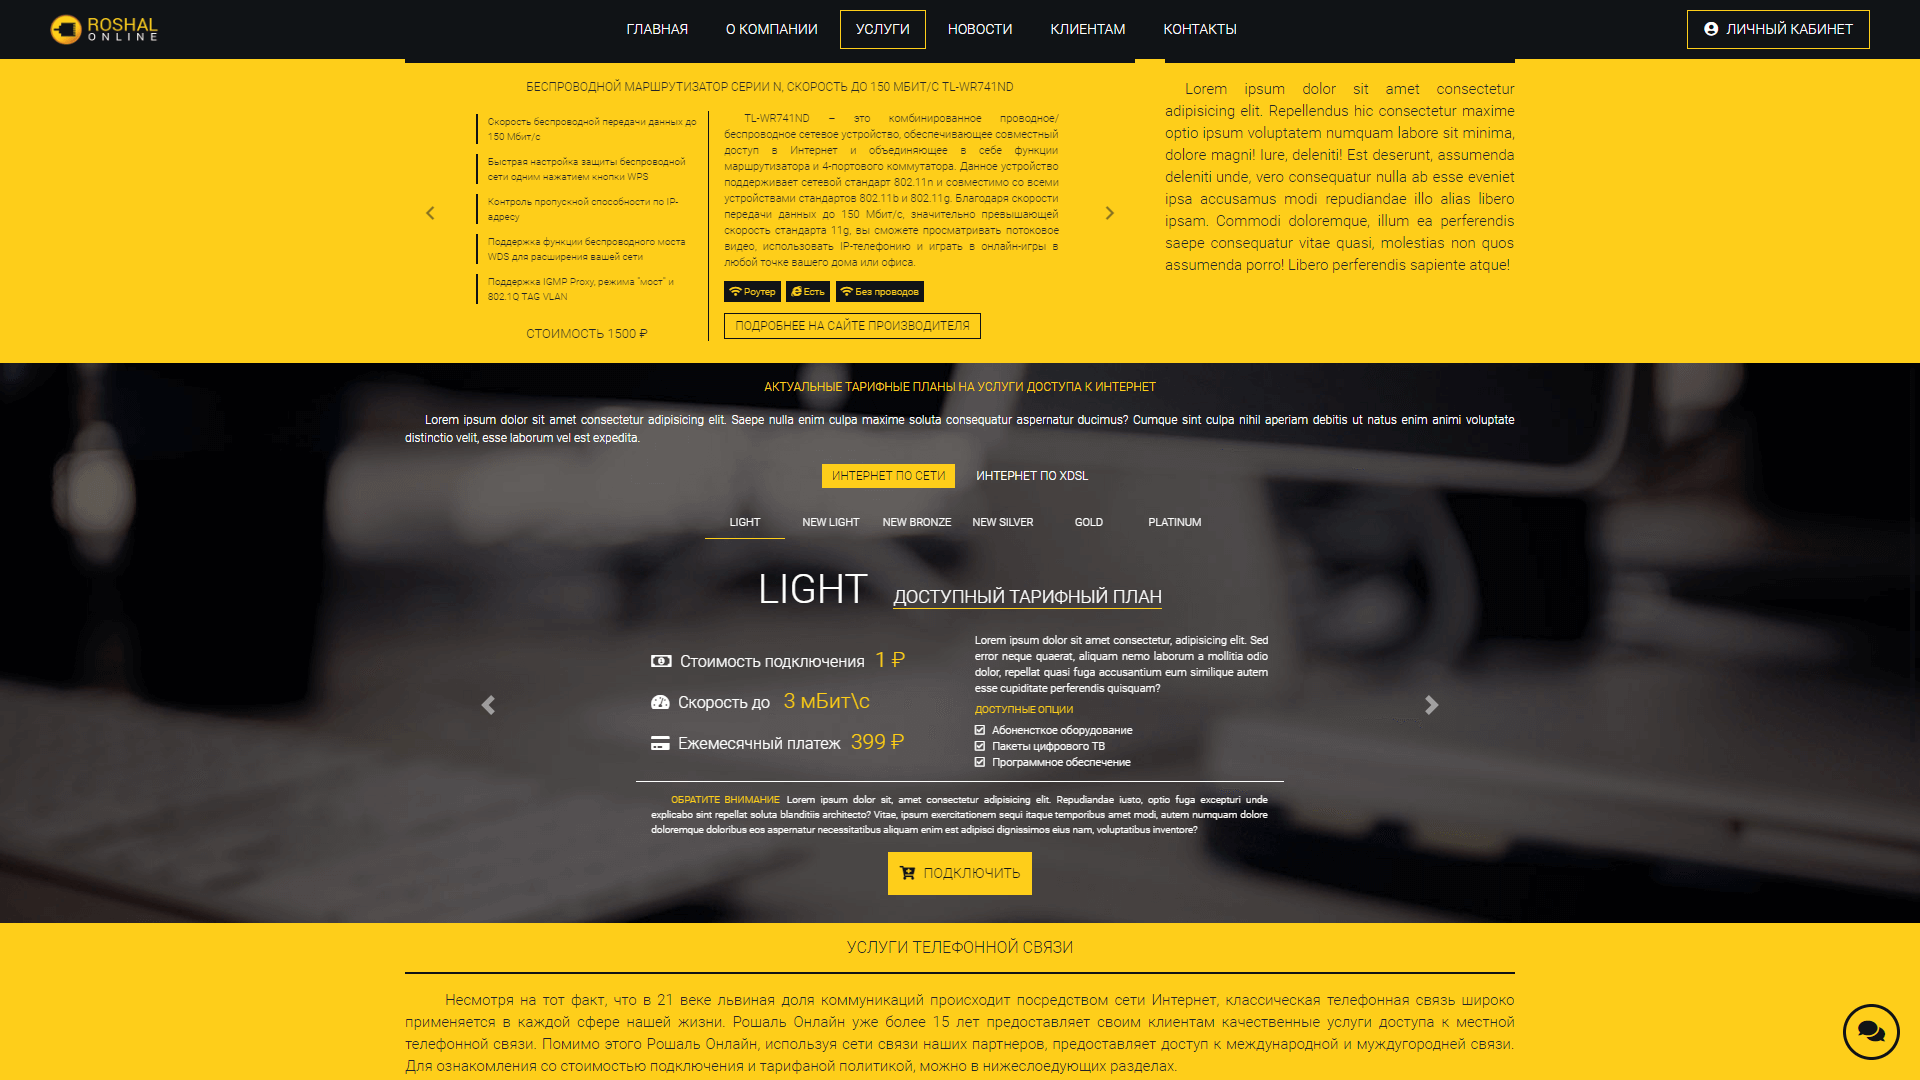 ROSHAL
ONLINE
ГЛАВНАЯ
О КОМПАНИИ
УСЛУГИ
НОВОСТИ
КЛИЕНТАМ
КОНТАКТЫ
ЛИЧНЫЙ КАБИНЕТ
БЕСПРОВОДНОЙ МАРШРУТИЗАТОР СЕРИИ N, СКОРОСТЬ ДО 150 МБИТ/С TL-WR741ND
Скорость беспроводной передачи данных до
150 Мбит/с
Быстрая настройка защиты беспроводной
сети одним нажатием кнопки WPS
Контроль пропускной способности по IP-
адресу
Поддержка функции беспроводного моста
WDS для расширения вашей сети
Поддержка IGMP Proxy, режима "мост" и
802.1Q TAG VLAN
СТОИМОСТЬ 1500 ₽
TL-WR741ND – это комбинированное проводное/
беспроводное сетевое устройство, обеспечивающее совместный
доступ в Интернет и объединяющее в себе функции
маршрутизатора и 4-портового коммутатора. Данное устройство
поддерживает сетевой стандарт 802.11n и совместимо со всеми
устройствами стандартов 802.11b и 802.11g. Благодаря скорости
передачи данных до 150 Мбит/с, значительно превышающей
скорость стандарта 11g, вы сможете просматривать потоковое
видео, использовать IP-телефонию и играть в онлайн-игры в
любой точке вашего дома или офиса.
Роутер
Есть
Без проводов
ПОДРОБНЕЕ НА САЙТЕ ПРОИЗВОДИТЕЛЯ
Lorem ipsum dolor sit amet consectetur
adipisicing elit. Repellendus hic consectetur maxime
optio ipsum voluptatem numquam labore sit minima,
dolore magni! Iure, deleniti! Est deserunt, assumenda
deleniti unde, vero consequatur nulla ab esse eveniet
ipsa accusamus modi repudiandae illo alias libero
ipsam. Commodi doloremque, illum ea perferendis
saepe consequatur vitae quasi, molestias non quos
assumenda porro! Libero perferendis sapiente atque!
АКТУАЛЬНЫЕ ТАРИФНЫЕ ПЛАНЫ НА УСЛУГИ ДОСТУПА К ИНТЕРНЕТ
Lorem ipsum dolor sit amet consectetur adipisicing elit. Saepe nulla enim culpa maxime soluta consequatur aspernatur ducimus? Cumque sint culpa nihil aperiam debitis ut natus enim animi voluptate
distinctio velit, esse laborum vel est expedita.
ИНТЕРНЕТ ПО СЕТИ
ИНТЕРНЕТ ПО XDSL
LIGHT
NEW LIGHT
NEW BRONZE
NEW SILVER
GOLD
PLATINUM
LIGHT
ДОСТУПНЫЙ ТАРИФНЫЙ ПЛАН
Стоимость подключения 1 ₽
Скорость до 3 мБит\с
Ежемесячный платеж 399 ₽
Lorem ipsum dolor sit amet consectetur, adipisicing elit. Sed
error neque quaerat, aliquam nemo laborum a mollitia odio
dolor, repellat quasi fuga accusantium eum similique autem
esse cupiditate perferendis quisquam?
ДОСТУПНЫЕ ОПЦИИ
Абоненсткое оборудование
Пакеты цифрового ТВ
Программное обеспечение
ОБРАТИТЕ ВНИМАНИЕ Lorem ipsum dolor sit, amet consectetur adipisicing elit. Repudiandae iusto, optio fuga excepturi unde
explicabo sint repellat soluta blanditiis architecto? Vitae, ipsum exercitationem sequi itaque temporibus amet modi, autem numquam dolore
doloremque doloribus eos aspernatur necessitatibus aliquam enim est adipisci dignissimos eius nam, voluptatibus inventore?
ПОДКЛЮЧИТЬ
УСЛУГИ ТЕЛЕФОННОЙ СВЯЗИ
Несмотря на тот факт, что в 21 веке львиная доля коммуникаций происходит посредством сети Интернет, классическая телефонная связь широко
применяется в каждой сфере нашей жизни. Рошаль Онлайн уже более 15 лет предоставляет своим клиентам качественные услуги доступа к местной
телефонной связи. Помимо этого Рошаль Онлайн, используя сети связи наших партнеров, предоставляет доступ к международной и муждугородней связи.
Для ознакомления со стоимостью подключения и тарифаной политикой, можно в нижеслоедующих разделах.